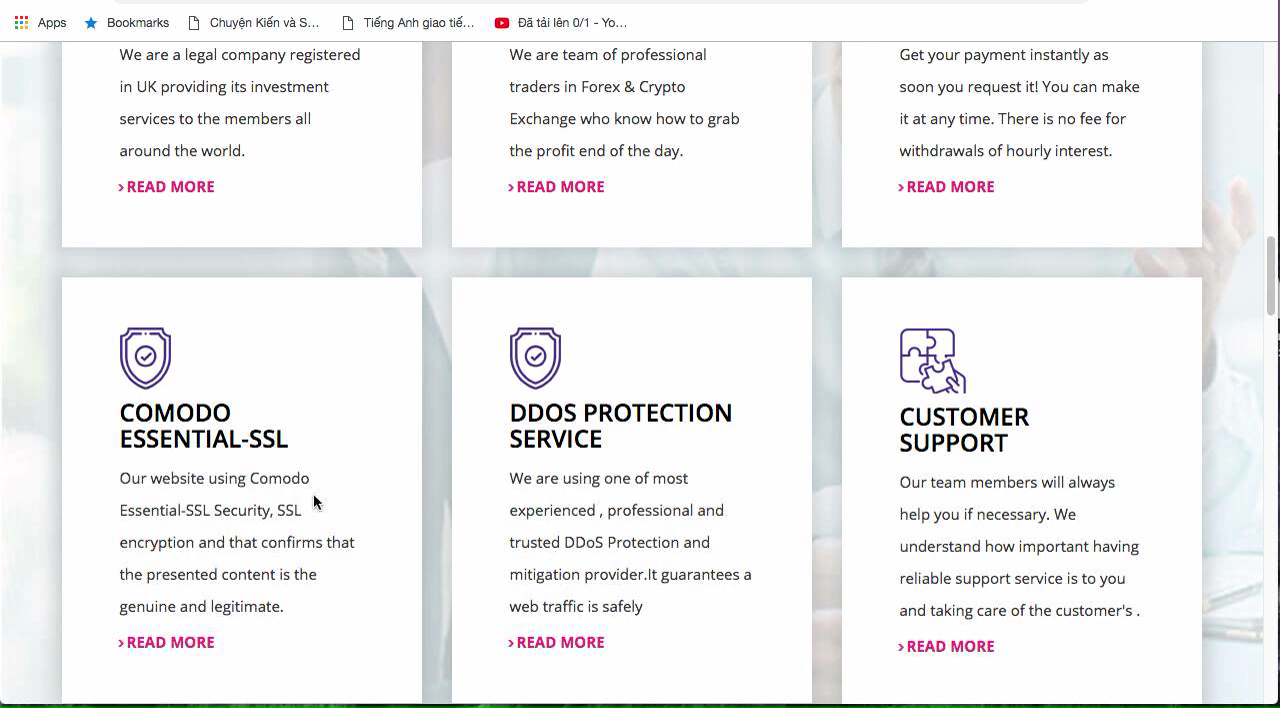 Apps
Bookmarks
Chuyện Kiến và S...
Tiếng Anh giao tiế...
Đã tải lên 0/1 - Yo...
We are a legal company registered
in UK providing its investment
services to the members all
around the world.
> READ MORE
We are team of professional
traders in Forex & Crypto
Exchange who know how to grab
the profit end of the day.
> READ MORE
Get your payment instantly as
soon you request it! You can make
it at any time. There is no fee for
withdrawals of hourly interest.
> READ MORE
COMODO
ESSENTIAL-SSL
Our website using Comodo
Essential-SSL Security, SSL
encryption and that confirms that
the presented content is the
genuine and legitimate.
> READ MORE
DDOS PROTECTION
SERVICE
We are using one of most
experienced , professional and
trusted DDoS Protection and
mitigation provider.It guarantees a
web traffic is safely
> READ MORE
CUSTOMER
SUPPORT
Our team members will always
help you if necessary. We
understand how important having
reliable support service is to you
and taking care of the customer's .
> READ MORE